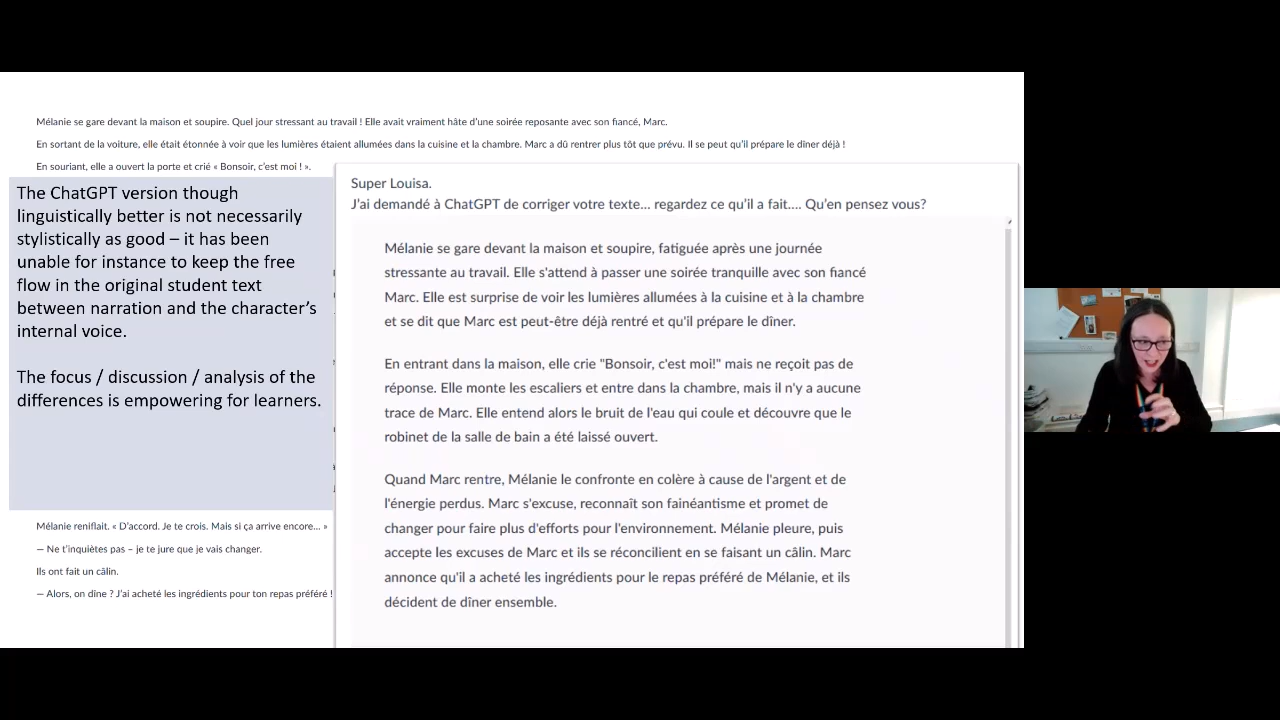 Mélanie se gare devant la maison et soupire. Quel jour stressant au travail ! Elle avait vraiment hâte d'une soirée reposante avec son fiancé, Marc.
En sortant de la voiture, elle était étonnée à voir que les lumières étaient allumées dans la cuisine et la chambre. Marc a dû rentrer plus tôt que prévu. Il se peut qu'il prépare le dîner déjà !
En souriant, elle a ouvert la porte et crié « Bonsoir, c'est moi ! ».
The ChatGPT version though
linguistically better is not necessarily
stylistically as good – it has been
unable for instance to keep the free
flow in the original student text
between narration and the character's
internal voice.
The focus / discussion / analysis of the
differences is empowering for learners.
Mélanie reniflait. « D'accord. Je te crois. Mais si ça arrive encore... »
— Ne t'inquiètes pas – je te jure que je vais changer.
Ils ont fait un câlin.
— Alors, on dîne ? J'ai acheté les ingrédients pour ton repas préféré !
Super Louisa.
J'ai demandé à ChatGPT de corriger votre texte... regardez ce qu'il a fait.... Qu'en pensez vous?
Mélanie se gare devant la maison et soupire, fatiguée après une journée
stressante au travail. Elle s'attend à passer une soirée tranquille avec son fiancé
Marc. Elle est surprise de voir les lumières allumées à la cuisine et à la chambre
et se dit que Marc est peut-être déjà rentré et qu'il prépare le dîner.
En entrant dans la maison, elle crie "Bonsoir, c'est moi!" mais ne reçoit pas de
réponse. Elle monte les escaliers et entre dans la chambre, mais il n'y a aucune
trace de Marc. Elle entend alors le bruit de l'eau qui coule et découvre que le
robinet de la salle de bain a été laissé ouvert.
Quand Marc rentre, Mélanie le confronte en colère à cause de l'argent et de
l'énergie perdus. Marc s'excuse, reconnaît son fainéantisme et promet de
changer pour faire plus d'efforts pour l'environnement. Mélanie pleure, puis
accepte les excuses de Marc et ils se réconcilient en se faisant un câlin. Marc
annonce qu'il a acheté les ingrédients pour le repas préféré de Mélanie, et ils
décident de dîner ensemble.